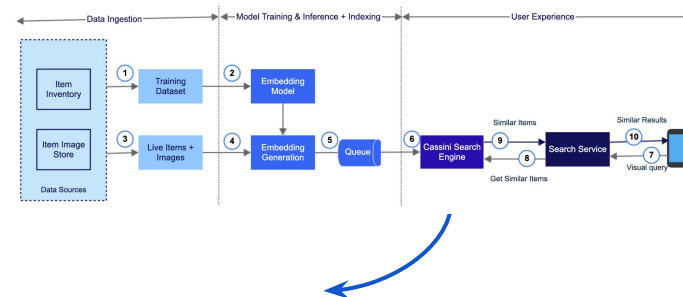 Data Ingestion
Model Training & Inference + Indexing
User Experience
Item
Inventory
1
Training
Dataset
2
Embedding
Model
Item Image
Store
3
Live Items +
Images
4
Embedding
Generation
5
Queue
6
Cassini Search
Engine
Similar Items
9
8
Get Similar Items
Search Service
Similar Results
10
7
Visual query
Data Sources